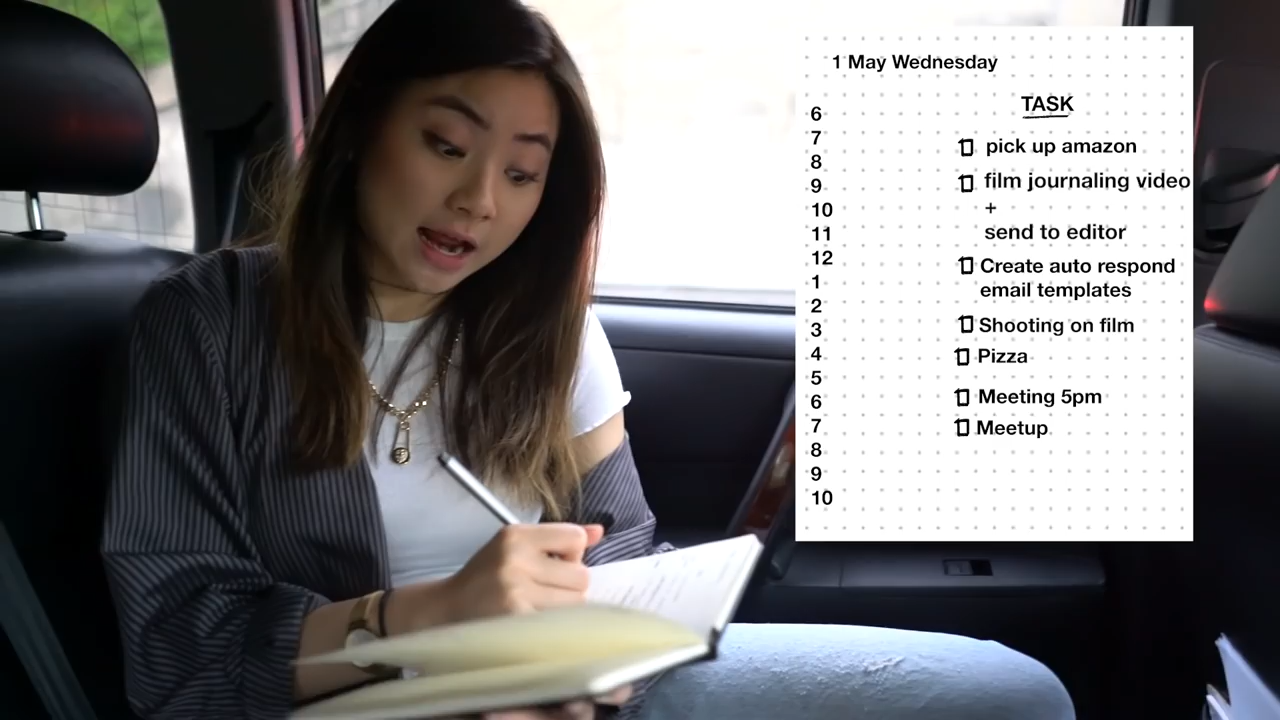 1 May Wednesday
TASK
6
7
8
9
10
11
12
1
2
3
4
5
6
7
8
9
10
pick up amazon
film journaling video
+
send to editor
Create auto respond
email templates
Shooting on film
Pizza
Meeting 5pm
Meetup